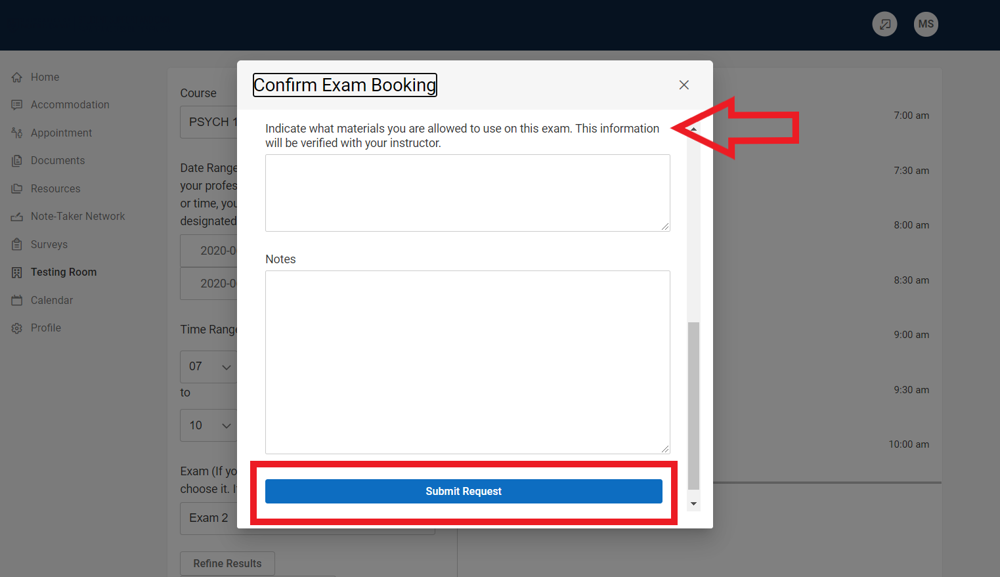 MS
Home
Accommodation
Appointment
Documents
Resources
Note-Taker Network
Surveys
Testing Room
Calendar
Profile
Course
PSYCH 1
Date Range
your profes
or time, you
designated
2020-0
2020-0
Time Range
07
to
10
Exam (If yo
choose it. I
Exam 2
Refine Results
Confirm Exam Booking
Indicate what materials you are allowed to use on this exam. This information
will be verified with your instructor.
Notes
Submit Request
7:00 am
7:30 am
8:00 am
8:30 am
9:00 am
9:30 am
10:00 am